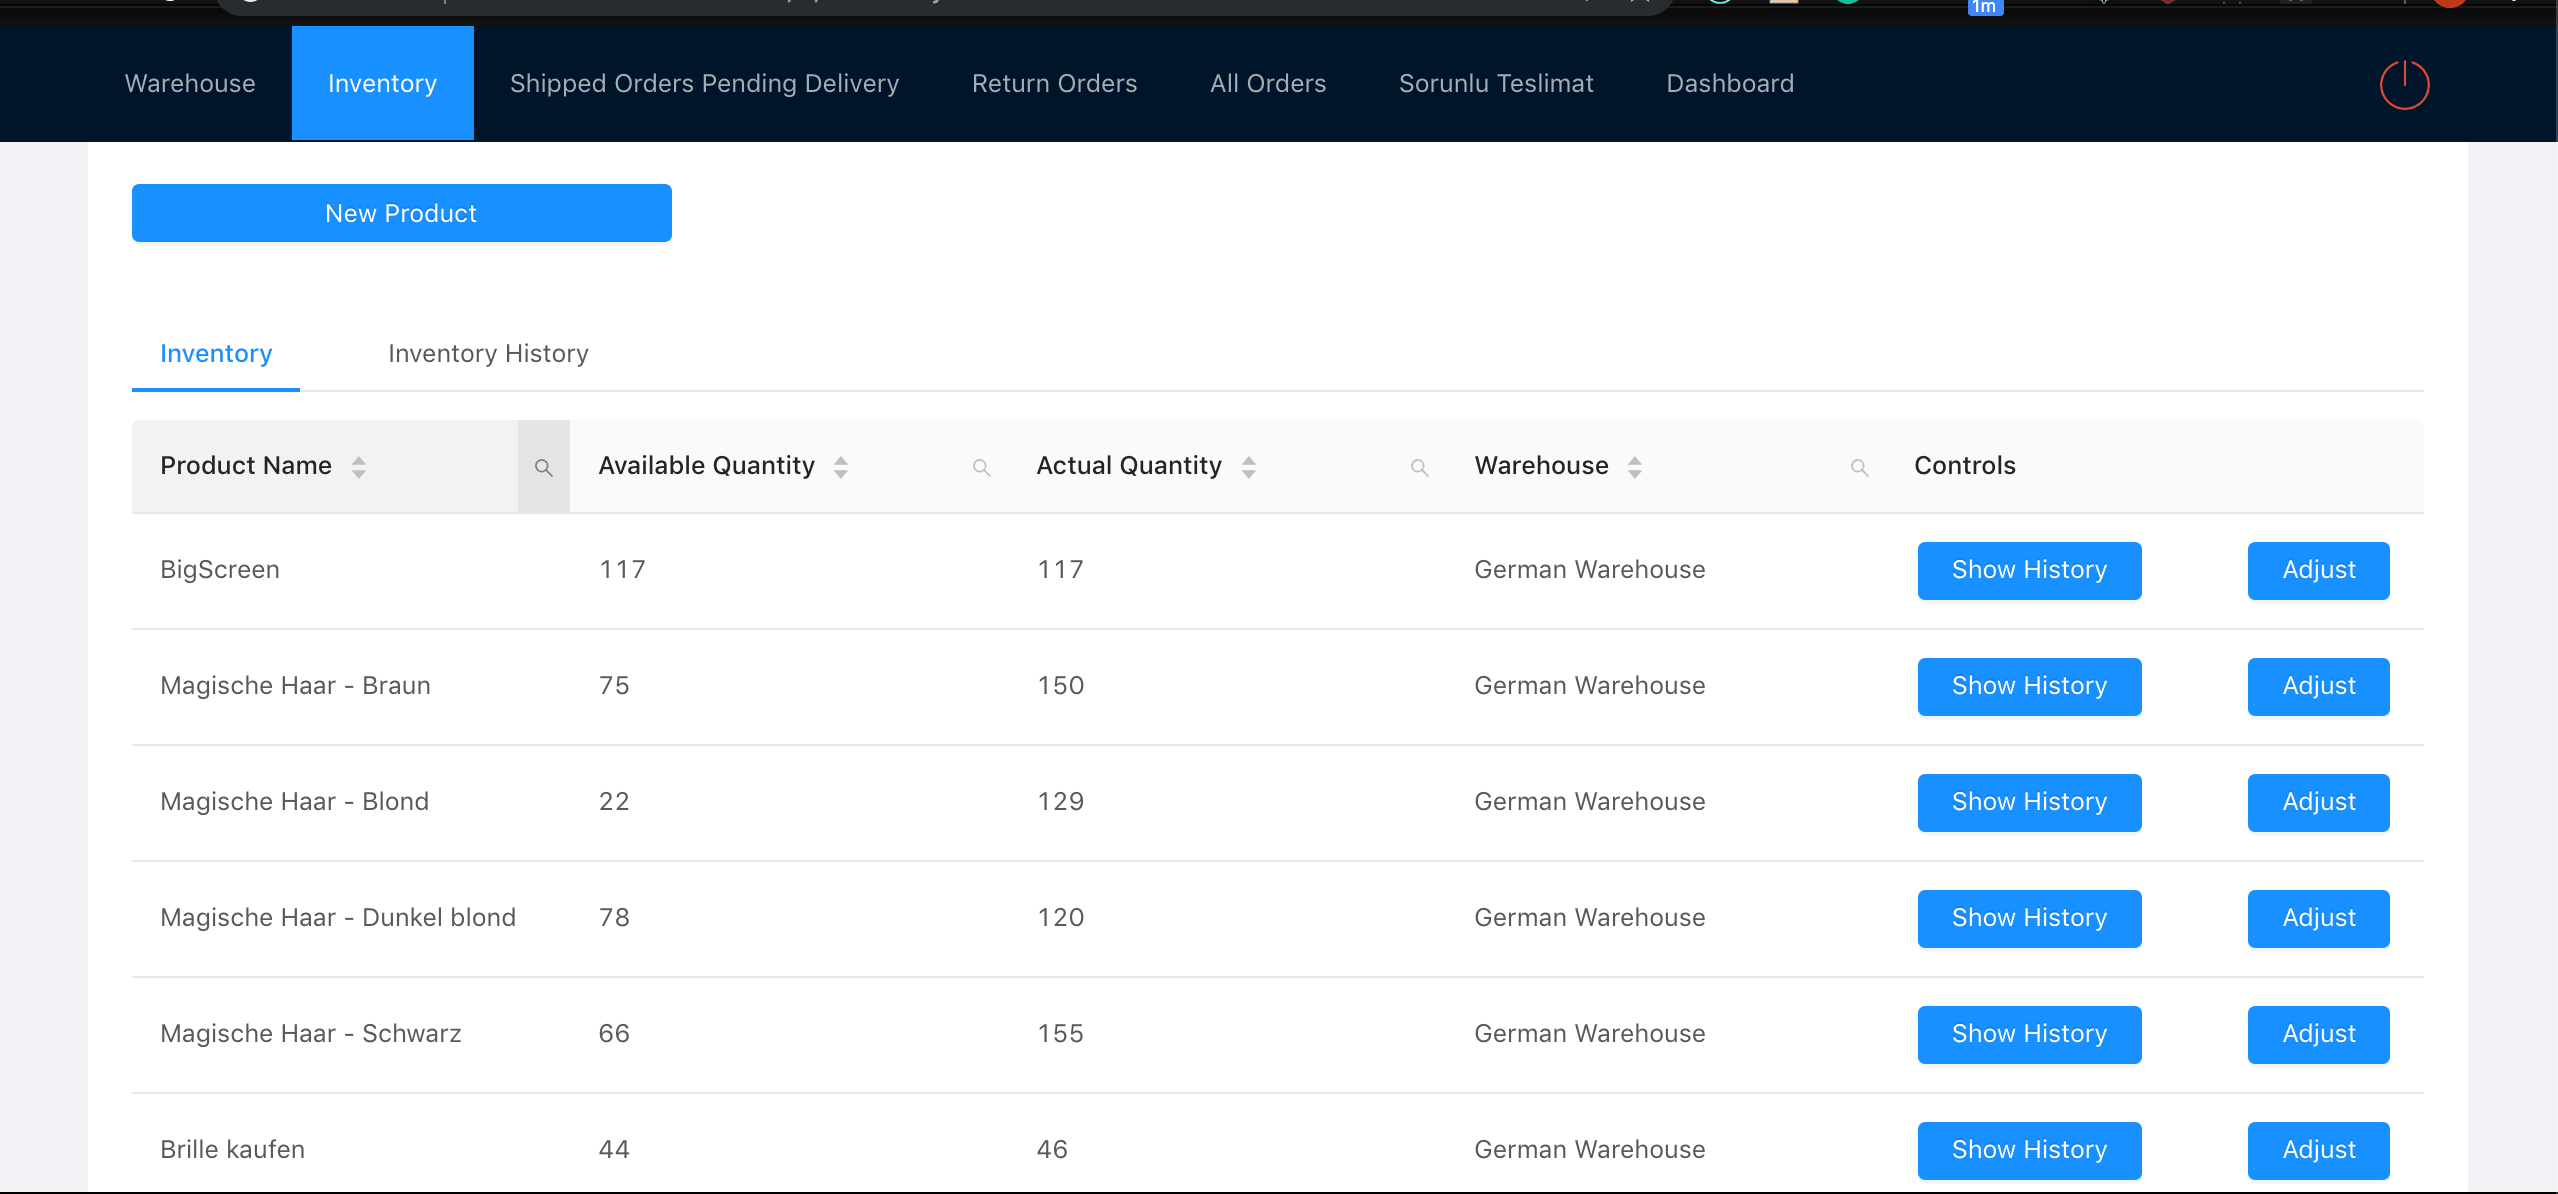 1m
Warehouse Inventory Shipped Orders Pending Delivery Return Orders All Orders Sorunlu Teslimat Dashboard
New Product
Inventory Inventory History
Product Name Available Quantity Actual Quantity Warehouse Controls
BigScreen 117 117 German Warehouse Show History Adjust
Magische Haar - Braun 75 150 German Warehouse Show History Adjust
Magische Haar - Blond 22 129 German Warehouse Show History Adjust
Magische Haar - Dunkel blond 78 120 German Warehouse Show History Adjust
Magische Haar - Schwarz 66 155 German Warehouse Show History Adjust
Brille kaufen 44 46 German Warehouse Show History Adjust